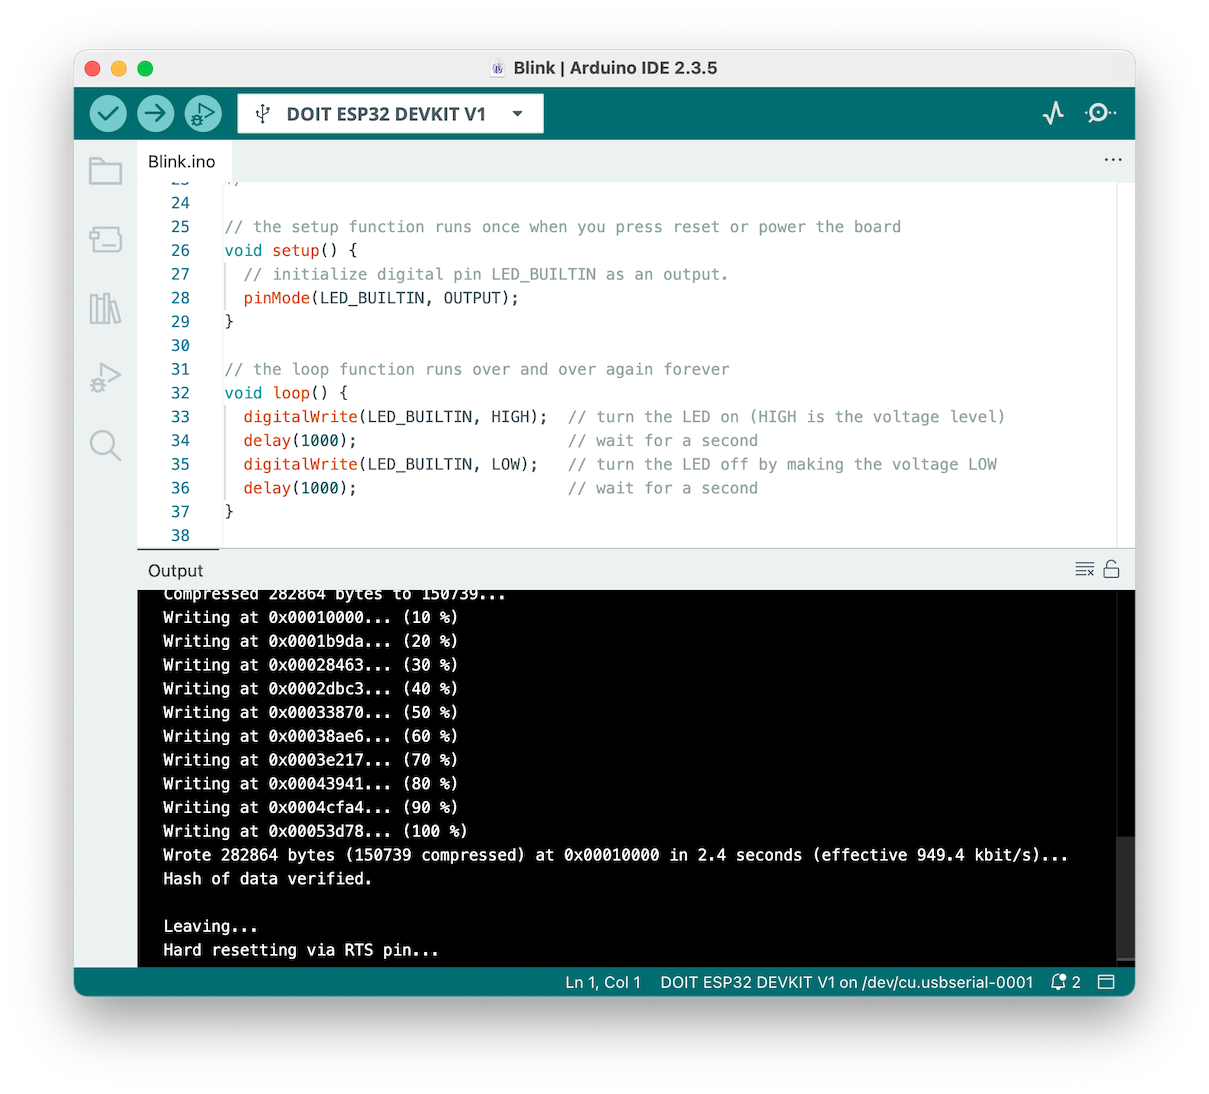 Blink | Arduino IDE 2.3.5
DOIT ESP32 DEVKIT V1
Blink.ino
23 */
24
25 // the setup function runs once when you press reset or power the board
26 void setup() {
27   // initialize digital pin LED_BUILTIN as an output.
28   pinMode(LED_BUILTIN, OUTPUT);
29 }
30
31 // the loop function runs over and over again forever
32 void loop() {
33   digitalWrite(LED_BUILTIN, HIGH);  // turn the LED on (HIGH is the voltage level)
34   delay(1000);                      // wait for a second
35   digitalWrite(LED_BUILTIN, LOW);   // turn the LED off by making the voltage LOW
36   delay(1000);                      // wait for a second
37 }
38
Output
Compressed 282864 bytes to 150739...
Writing at 0x00010000... (10 %)
Writing at 0x0001b9da... (20 %)
Writing at 0x00028463... (30 %)
Writing at 0x0002dbc3... (40 %)
Writing at 0x00033870... (50 %)
Writing at 0x00038ae6... (60 %)
Writing at 0x0003e217... (70 %)
Writing at 0x00043941... (80 %)
Writing at 0x0004cfa4... (90 %)
Writing at 0x00053d78... (100 %)
Wrote 282864 bytes (150739 compressed) at 0x00010000 in 2.4 seconds (effective 949.4 kbit/s)...
Hash of data verified.
Leaving...
Hard resetting via RTS pin...
Ln 1, Col 1 DOIT ESP32 DEVKIT V1 on /dev/cu.usbserial-0001 2